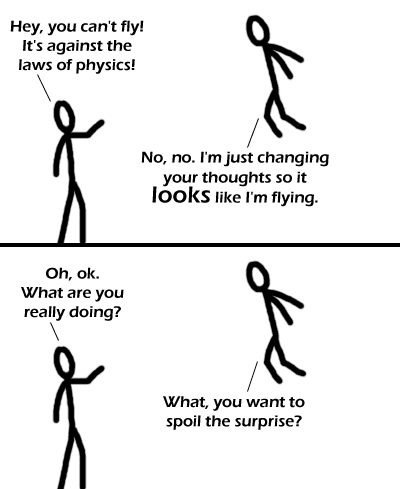 Hey, you can't fly!
It's against the
laws of physics!
No, no. I'm just changing
your thoughts so it
looks like I'm flying.
Oh, ok.
What are you
really doing?
What, you want to
spoil the surprise?